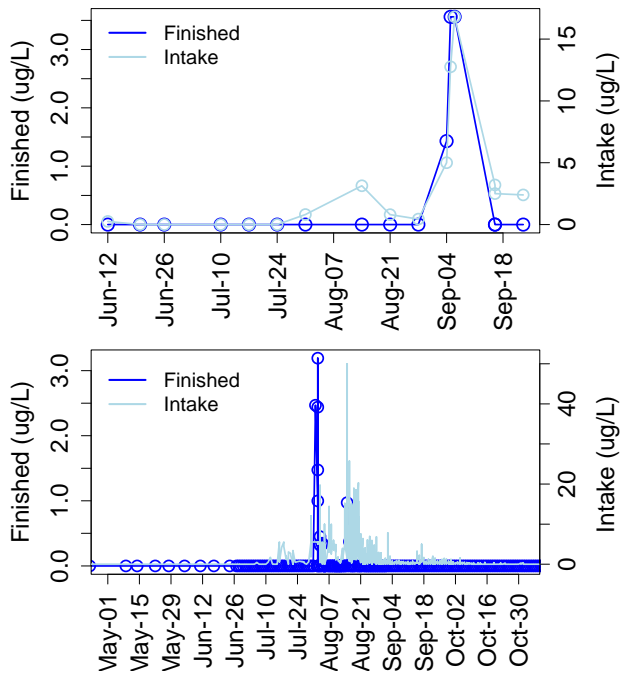 Finished (ug/L)
0.0 1.0 2.0 3.0
Finished
Intake
0 5 10 15
Intake (ug/L)
Jun-12 Jun-26 Jul-10 Jul-24 Aug-07 Aug-21 Sep-04 Sep-18
Finished (ug/L)
0.0 1.0 2.0 3.0
Finished
Intake
0 20 40
Intake (ug/L)
May-01 May-15 May-29 Jun-12 Jun-26 Jul-10 Jul-24 Aug-07 Aug-21 Sep-04 Sep-18 Oct-02 Oct-16 Oct-30